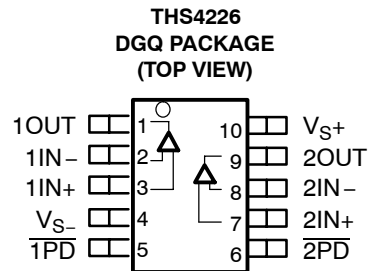 THS4226
DGQ PACKAGE
(TOP VIEW)
1OUT 1 10 VS+
1IN− 2 9 2OUT
1IN+ 3 8 2IN−
VS− 4 7 2IN+
1PD 5 6 2PD